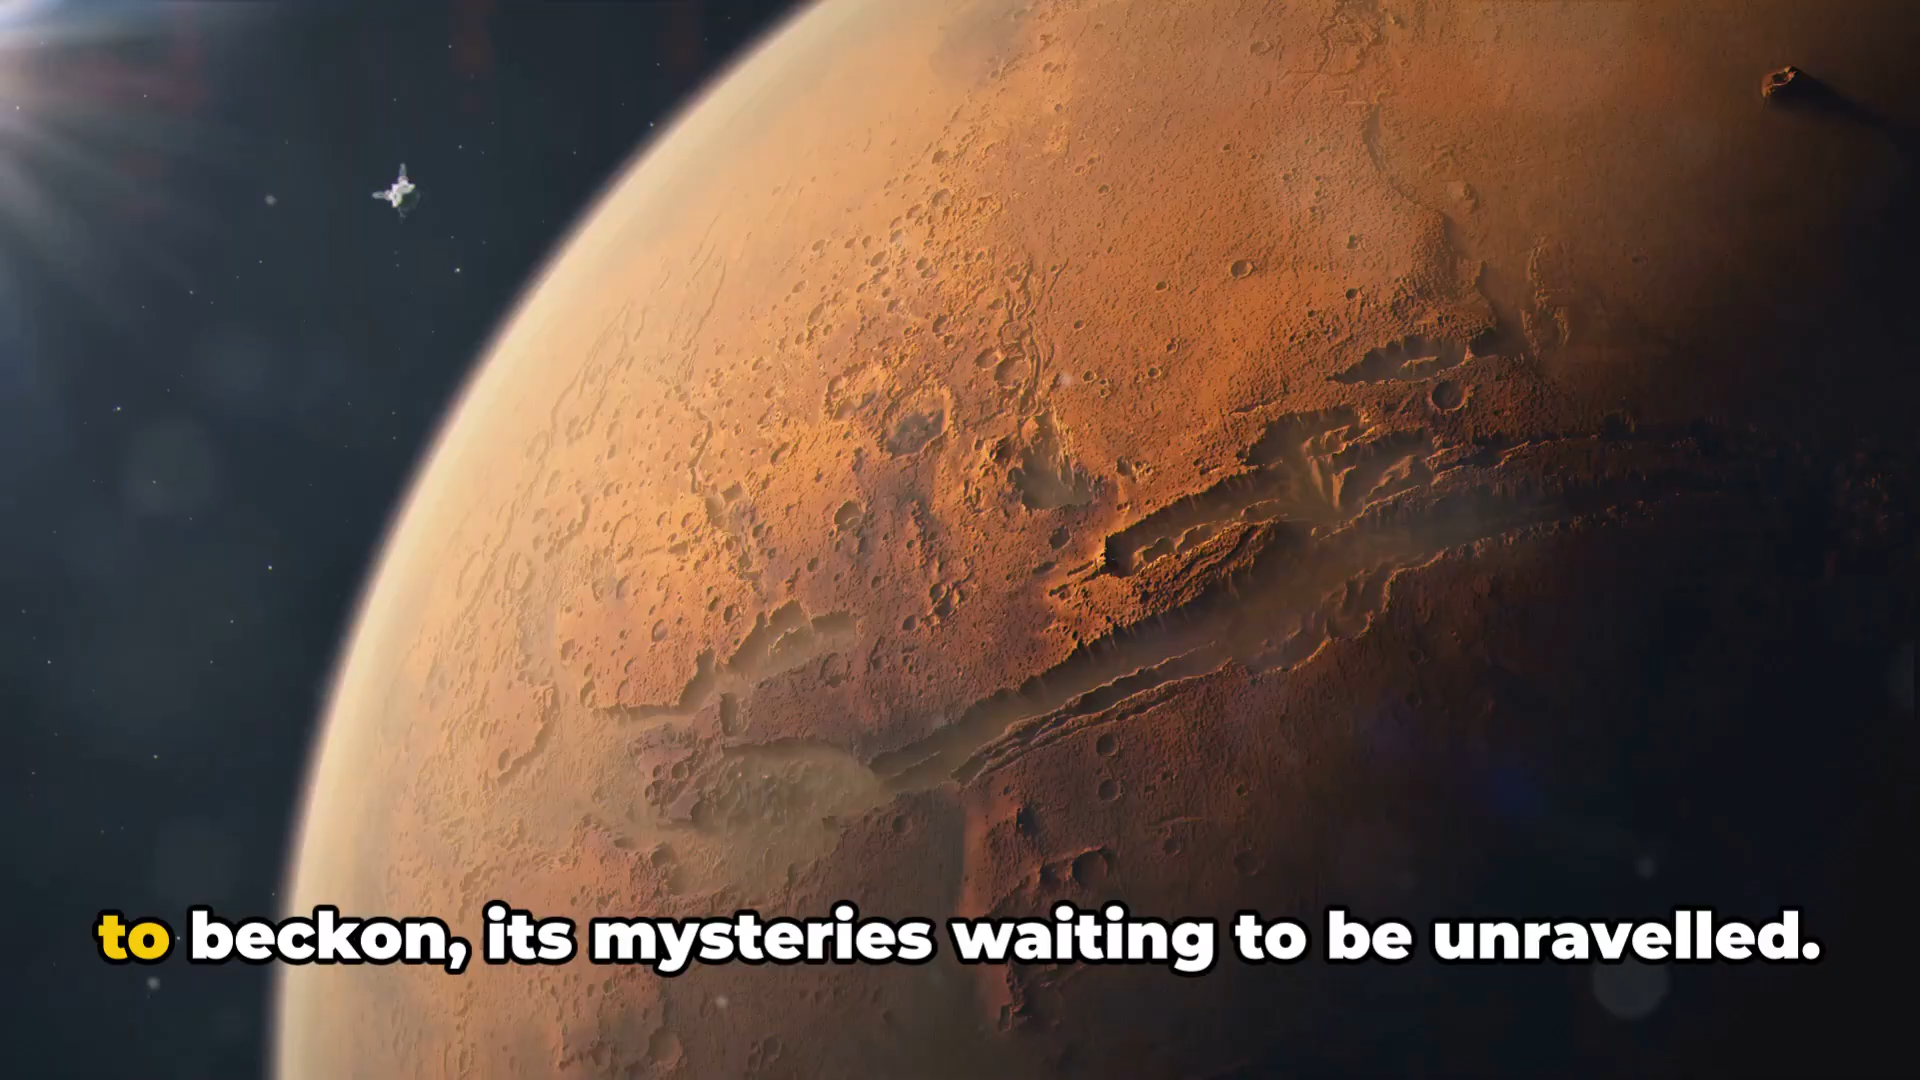 to beckon, its mysteries waiting to be unravelled.